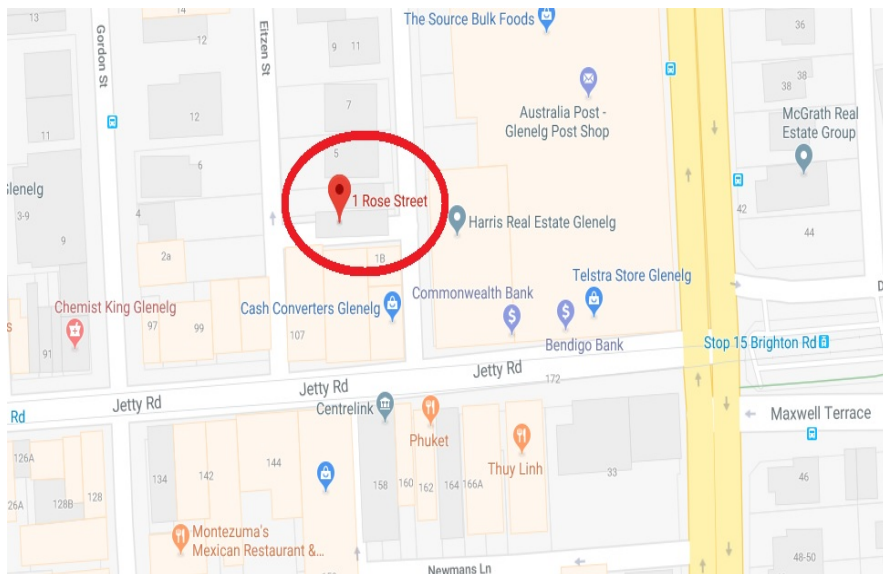 14
The Source Bulk Foods
36
Gordon St
Eitzen St
12
9 11
38
38
Australia Post -
Glenelg Post Shop
McGrath Real
Estate Group
7
12
11
5
6
Glenelg
3-9
1 Rose Street
4
42
Harris Real Estate Glenelg
44
9
2a
1B
Telstra Store Glenelg
Commonwealth Bank
D
Chemist King Glenelg
Cash Converters Glenelg
s
97
99
107
Bendigo Bank
Stop 15 Brighton Rd
91
Jetty Rd
172
Jetty Rd
Jetty Rd
Rd
Centrelink
Maxwell Terrace
Phuket
126A
144
Thuy Linh
134
142
158
160
162
164
166A
33
46
26A
128B
128
Montezuma's
Mexican Restaurant &...
48-50
Newmans Ln